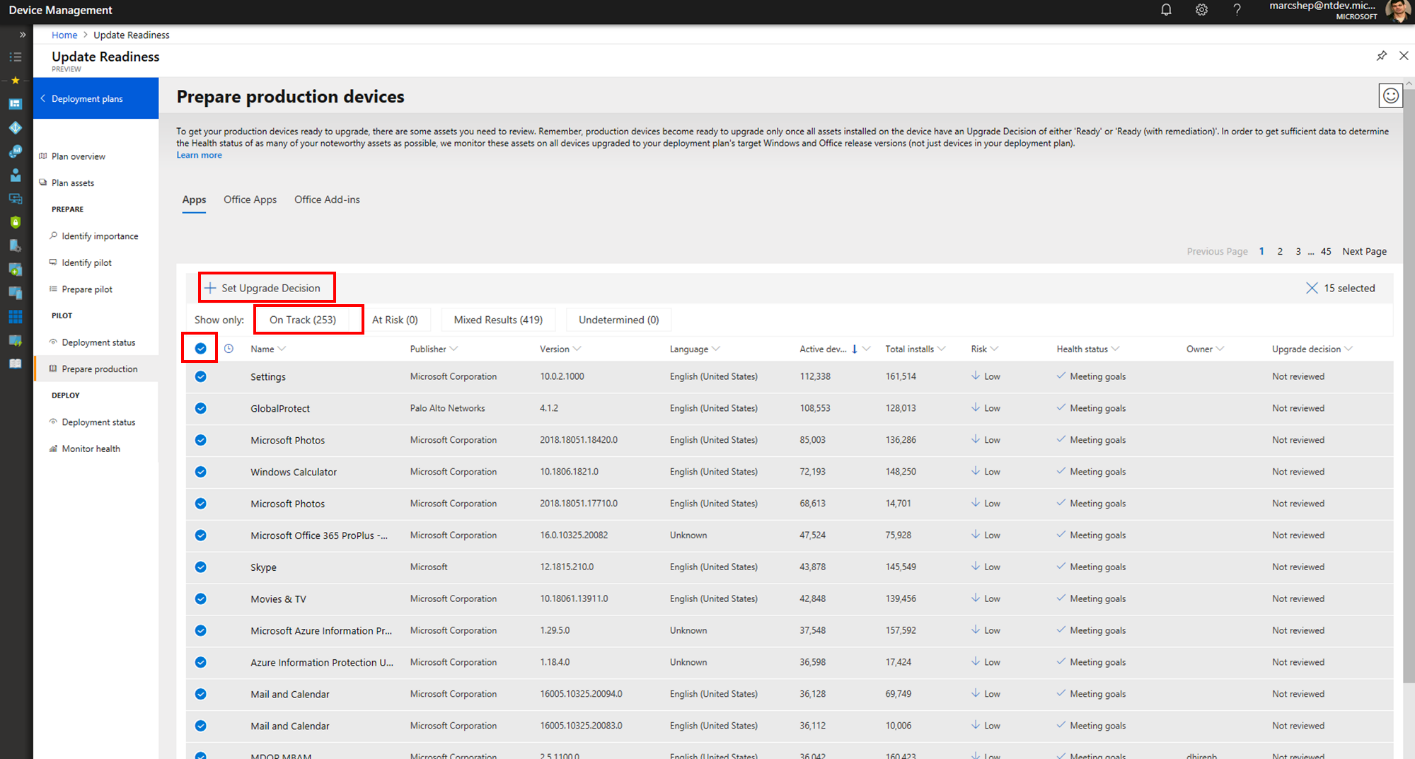 Device Management
marcshep@ntdev.mic...
MICROSOFT
Home > Update Readiness
Update Readiness
PREVIEW
Deployment plans
Plan overview
Plan assets
PREPARE
Identify importance
Identify pilot
Prepare pilot
PILOT
Deployment status
Prepare production
DEPLOY
Deployment status
Monitor health
Prepare production devices
To get your production devices ready to upgrade, there are some assets you need to review. Remember, production devices become ready to upgrade only once all assets installed on the device have an Upgrade Decision of either 'Ready' or 'Ready (with remediation)'. In order to get sufficient data to determine
the Health status of as many of your noteworthy assets as possible, we monitor these assets on all devices upgraded to your deployment plan's target Windows and Office release versions (not just devices in your deployment plan).
Learn more
Apps Office Apps Office Add-ins
Previous Page 1 2 3 ... 45 Next Page
+ Set Upgrade Decision 15 selected
Show only: On Track (253) At Risk (0) Mixed Results (419) Undetermined (0)
Name Publisher Version Language Active dev... ↓ Total installs Risk Health status Owner Upgrade decision
Settings Microsoft Corporation 10.0.2.1000 English (United States) 112,338 161,514 Low Meeting goals Not reviewed
GlobalProtect Palo Alto Networks 4.1.2 English (United States) 108,553 128,013 Low Meeting goals Not reviewed
Microsoft Photos Microsoft Corporation 2018.18051.18420.0 English (United States) 85,003 136,286 Low Meeting goals Not reviewed
Windows Calculator Microsoft Corporation 10.1806.1821.0 English (United States) 72,193 148,250 Low Meeting goals Not reviewed
Microsoft Photos Microsoft Corporation 2018.18051.17710.0 English (United States) 68,613 14,701 Low Meeting goals Not reviewed
Microsoft Office 365 ProPlus -... Microsoft Corporation 16.0.10325.20082 Unknown 47,524 75,928 Low Meeting goals Not reviewed
Skype Microsoft 12.1815.210.0 English (United States) 43,878 145,549 Low Meeting goals Not reviewed
Movies & TV Microsoft Corporation 10.18061.13911.0 English (United States) 42,848 139,456 Low Meeting goals Not reviewed
Microsoft Azure Information Pr... Microsoft Corporation 1.29.5.0 Unknown 37,548 157,592 Low Meeting goals Not reviewed
Azure Information Protection U... Microsoft Corporation 1.18.4.0 Unknown 36,598 17,424 Low Meeting goals Not reviewed
Mail and Calendar Microsoft Corporation 16005.10325.20094.0 English (United States) 36,128 69,749 Low Meeting goals Not reviewed
Mail and Calendar Microsoft Corporation 16005.10325.20083.0 English (United States) 36,112 10,006 Low Meeting goals Not reviewed
MDOP MBAM Microsoft Corporation 2.5.1100.0 English (United States) 36,042 160,423 Low Meeting goals dhirenb Not reviewed